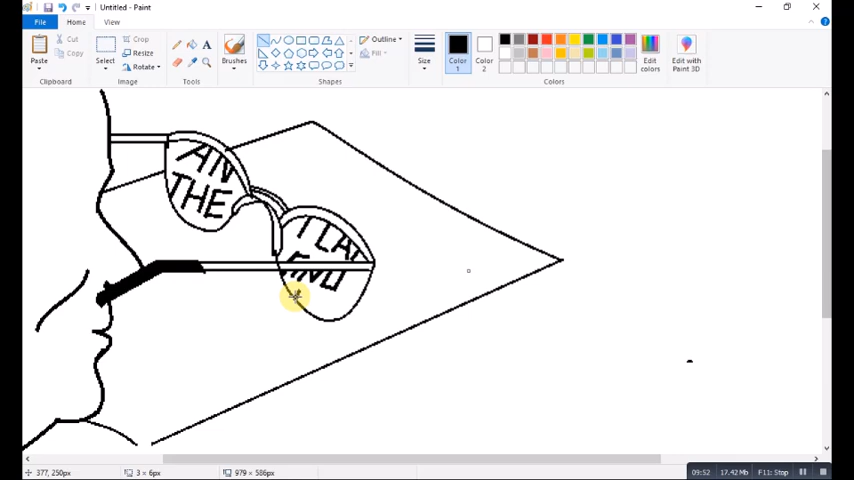 Untitled - Paint
File
Home
View
Paste
Cut
Copy
Clipboard
Select
Crop
Resize
Rotate
Image
A
Tools
Brushes
Shapes
Outline
Fill
Size
Color
1
Color
2
Colors
Edit
colors
Edit with
Paint 3D
AN
THE
377, 250px
3 × 6px
979 × 586px
09:52
17.42 Mb
F11: Stop